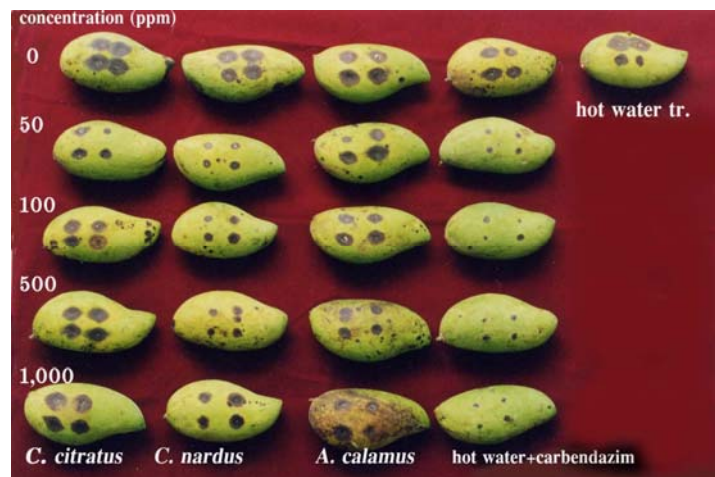 concentration (ppm)
0
hot water tr.
50
100
500
1,000
C. citratus C. nardus A. calamus hot water+carbendazim